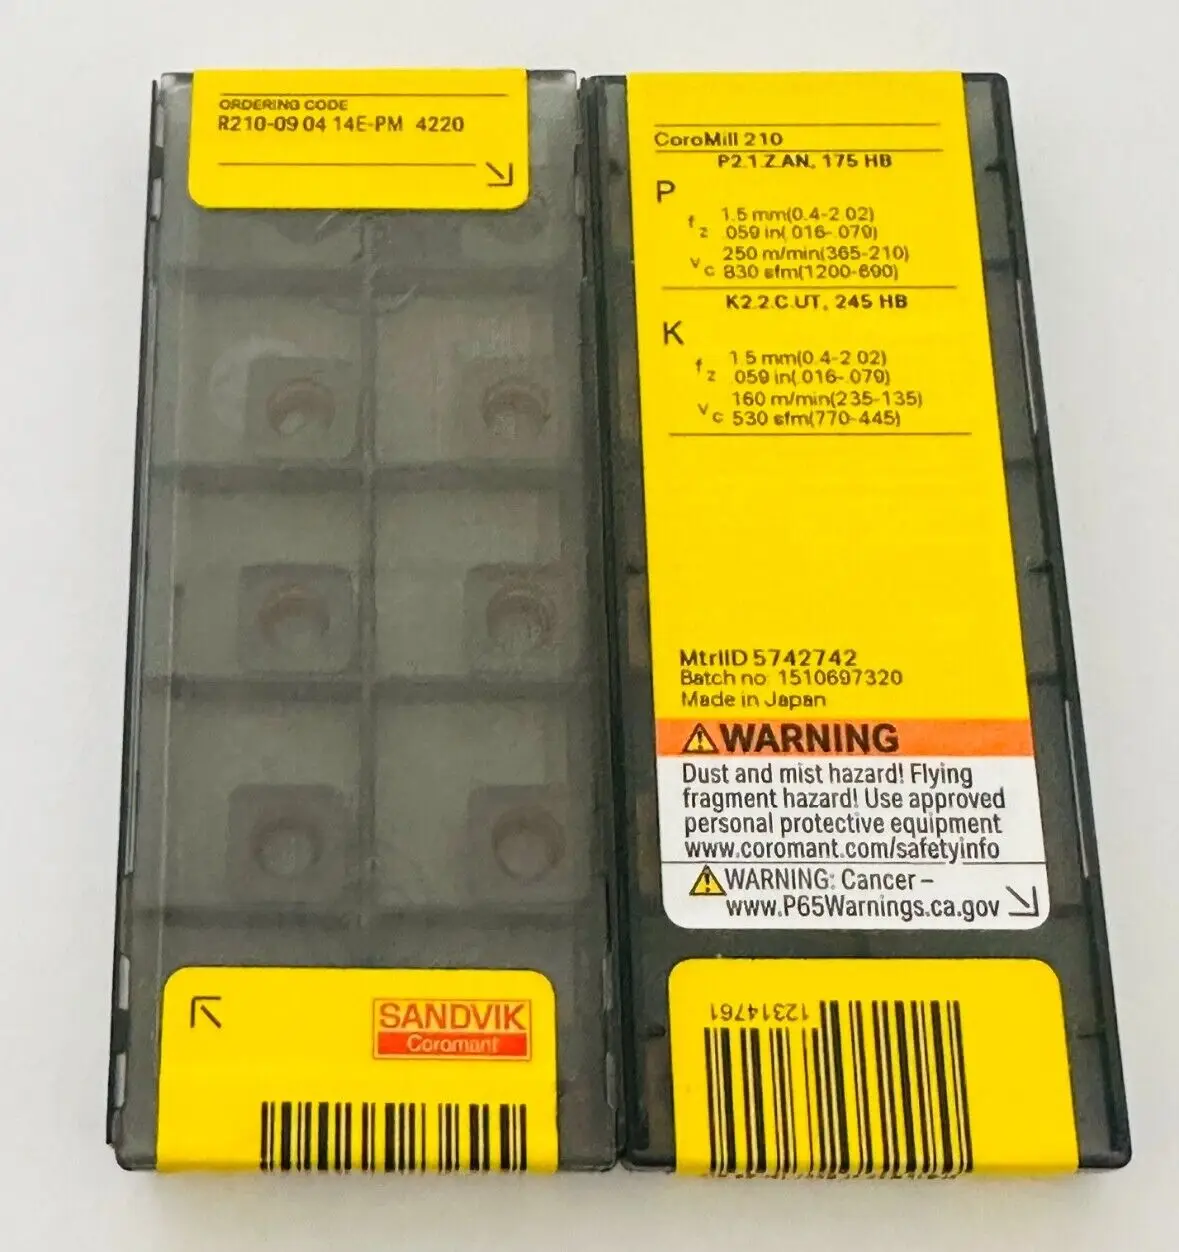 ORDERING CODE
R210-09 04 14E-PM 4220
SANDVIK
Coromant
CoroMill 210
P2.1.Z.AN, 175 HB
P
fz 1.5 mm(0.4-2.02)
.059 in(.016-.079)
vc 250 m/min(365-210)
830 sfm(1200-690)
K2.2.C.UT, 245 HB
K
fz 1.5 mm(0.4-2.02)
.059 in(.016-.079)
vc 160 m/min(235-135)
530 sfm(770-445)
MtrlID 5742742
Batch no: 1510697320
Made in Japan
WARNING
Dust and mist hazard! Flying
fragment hazard! Use approved
personal protective equipment
www.coromant.com/safetyinfo
WARNING: Cancer –
www.P65Warnings.ca.gov
12314761